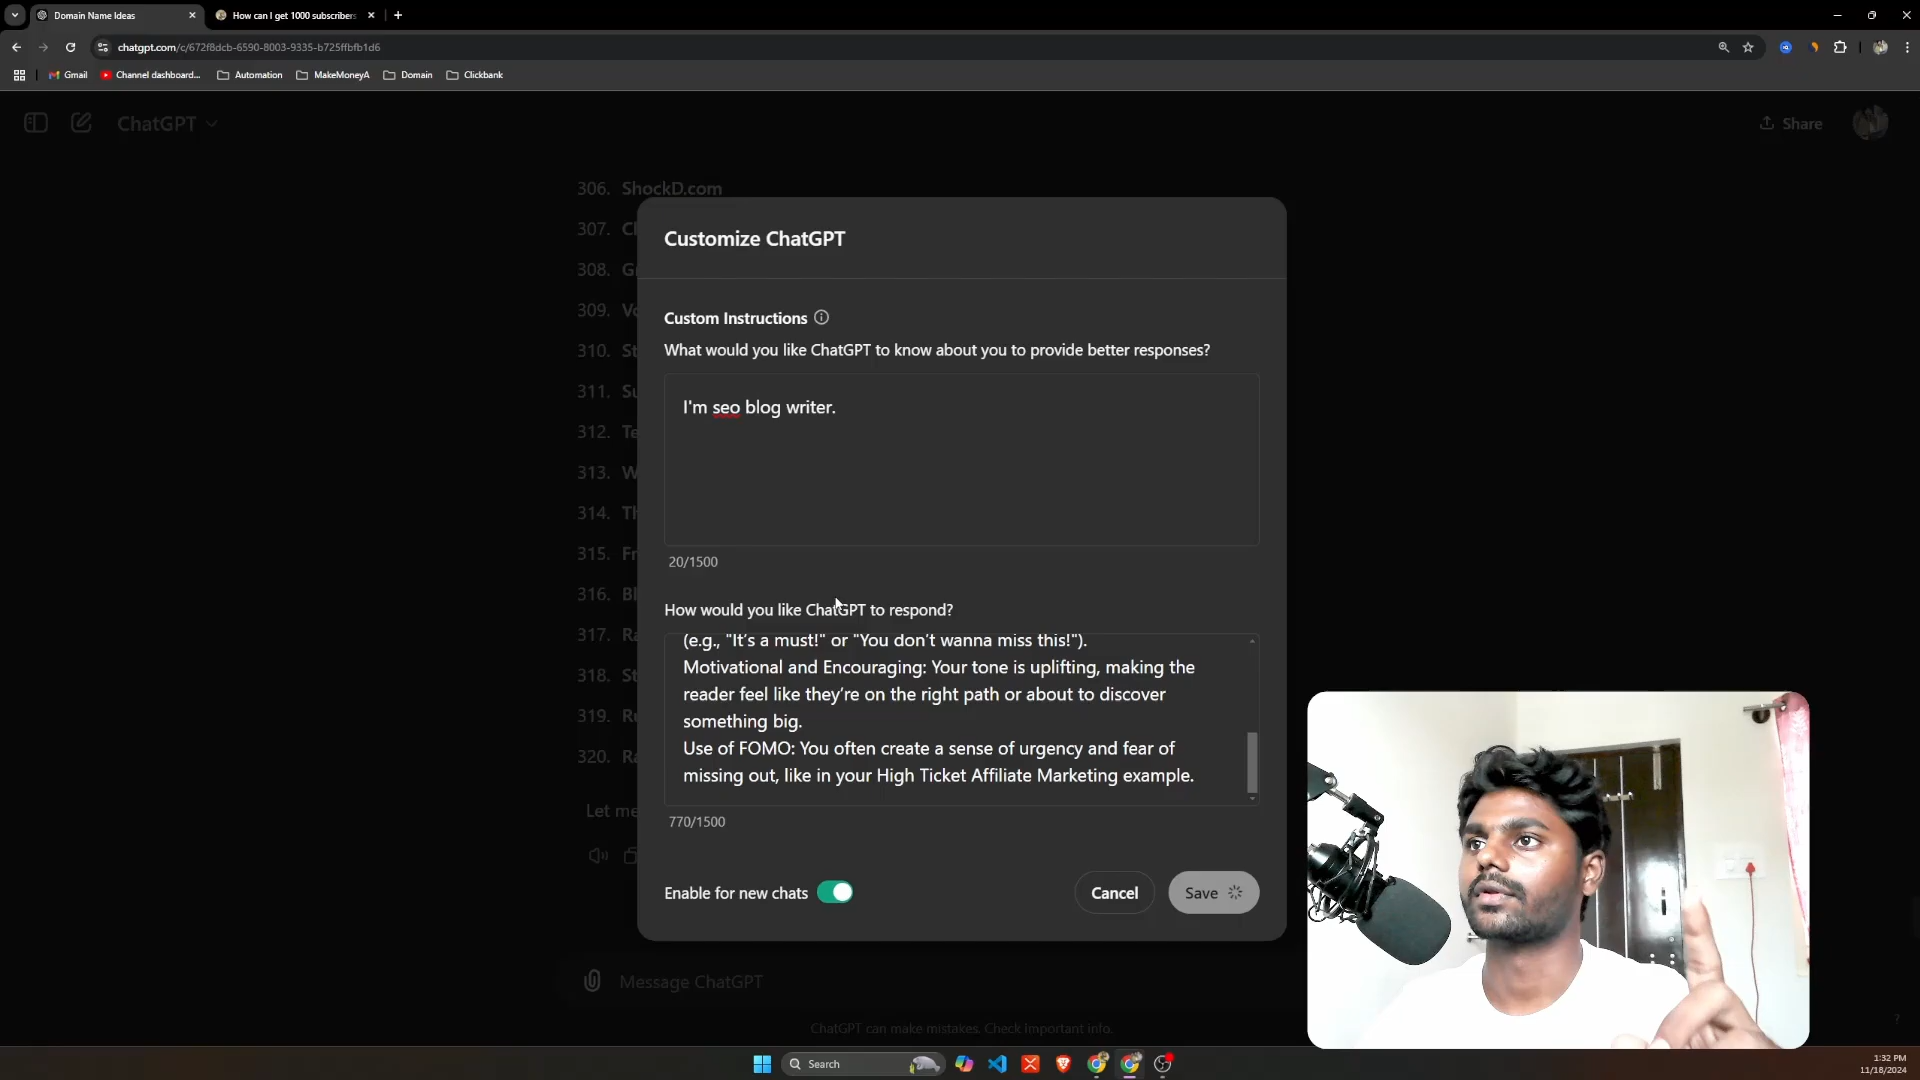 Domain Name Ideas
How can I get 1000 subscribers
chatgpt.com/c/672f8dcb-6590-8003-9335-b725ffbfb1d6
Gmail
Channel dashboard...
Automation
MakeMoneyA
Domain
Clickbank
ChatGPT
Share
306. ShockD.com
307.
308.
309.
310.
311.
312.
313.
314.
315.
316.
317.
318.
319.
320.
Let me
Customize ChatGPT
Custom Instructions
What would you like ChatGPT to know about you to provide better responses?
I'm seo blog writer.
20/1500
How would you like ChatGPT to respond?
(e.g., "It's a must!" or "You don't wanna miss this!").
Motivational and Encouraging: Your tone is uplifting, making the
reader feel like they're on the right path or about to discover
something big.
Use of FOMO: You often create a sense of urgency and fear of
missing out, like in your High Ticket Affiliate Marketing example.
770/1500
Enable for new chats
Cancel
Save
Message ChatGPT
ChatGPT can make mistakes. Check important info.
?
Search
1:32 PM
11/18/2024